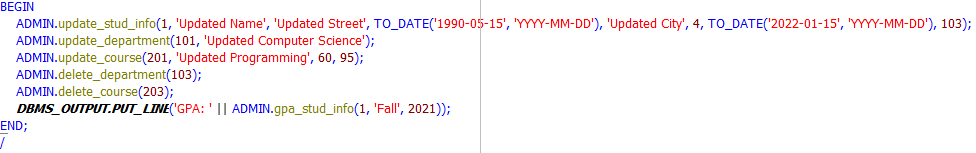 BEGIN
ADMIN.update_stud_info(1, 'Updated Name', 'Updated Street', TO_DATE('1990-05-15', 'YYYY-MM-DD'), 'Updated City', 4, TO_DATE('2022-01-15', 'YYYY-MM-DD'), 103);
ADMIN.update_department(101, 'Updated Computer Science');
ADMIN.update_course(201, 'Updated Programming', 60, 95);
ADMIN.delete_department(103);
ADMIN.delete_course(203);
DBMS_OUTPUT.PUT_LINE('GPA: ' || ADMIN.gpa_stud_info(1, 'Fall', 2021));
END;
/